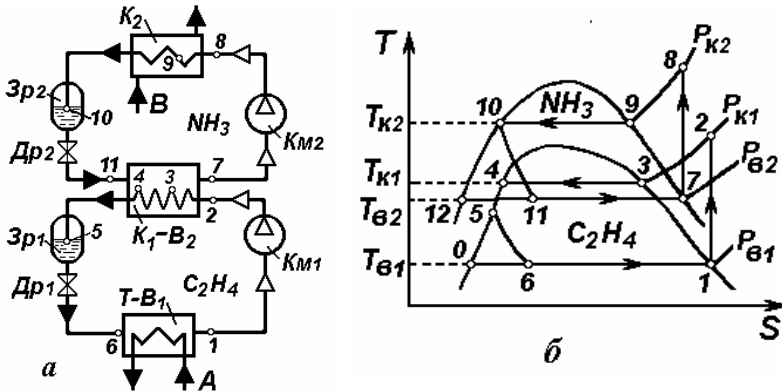 К₂
8
9
Зр₂
10
В
NH₃
Км₂
Др₂
11
7
4
3
2
5
К₁–В₂
Зр₁
Км₁
Др₁
C₂H₄
Т-В₁
6
1
А
а
T
Pк2
8
10
NH₃
9
2
Pк1
Tк2
Tк1
4
3
Pв2
Tв2
12
5
11
7
C₂H₄
Pв1
Tв1
0
6
1
S
б